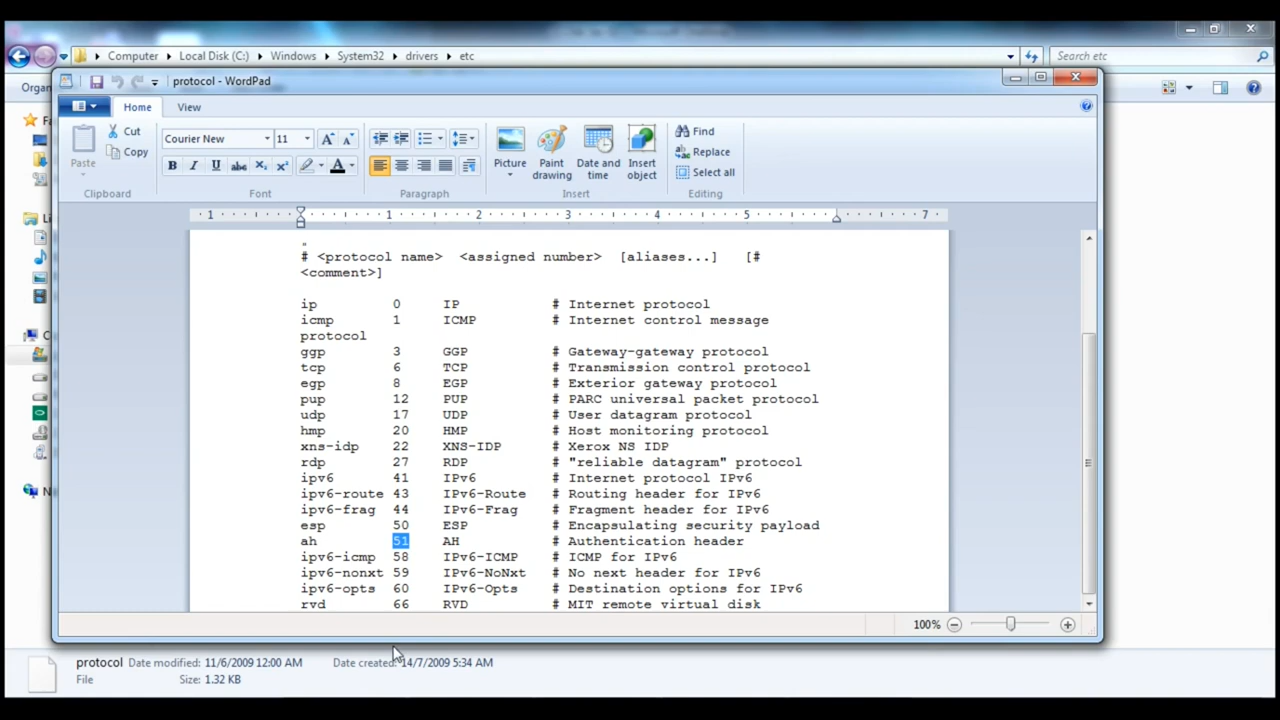 Computer Local Disk (C:) Windows System32 drivers etc Search etc
protocol - WordPad
Home View
Cut
Copy
Paste
Clipboard
Courier New 11
B I U abc X₂ X² A
Font
Paragraph
Picture
Paint drawing
Date and time
Insert object
Insert
Find
Replace
Select all
Editing
1 1 2 3 4 5 7
# <protocol name> <assigned number> [aliases...] [#
<comment>]
ip 0 IP # Internet protocol
icmp 1 ICMP # Internet control message
protocol
ggp 3 GGP # Gateway-gateway protocol
tcp 6 TCP # Transmission control protocol
egp 8 EGP # Exterior gateway protocol
pup 12 PUP # PARC universal packet protocol
udp 17 UDP # User datagram protocol
hmp 20 HMP # Host monitoring protocol
xns-idp 22 XNS-IDP # Xerox NS IDP
rdp 27 RDP # "reliable datagram" protocol
ipv6 41 IPv6 # Internet protocol IPv6
ipv6-route 43 IPv6-Route # Routing header for IPv6
ipv6-frag 44 IPv6-Frag # Fragment header for IPv6
esp 50 ESP # Encapsulating security payload
ah 51 AH # Authentication header
ipv6-icmp 58 IPv6-ICMP # ICMP for IPv6
ipv6-nonxt 59 IPv6-NoNxt # No next header for IPv6
ipv6-opts 60 IPv6-Opts # Destination options for IPv6
rvd 66 RVD # MIT remote virtual disk
100%
protocol Date modified: 11/6/2009 12:00 AM Date created: 14/7/2009 5:34 AM
File Size: 1.32 KB